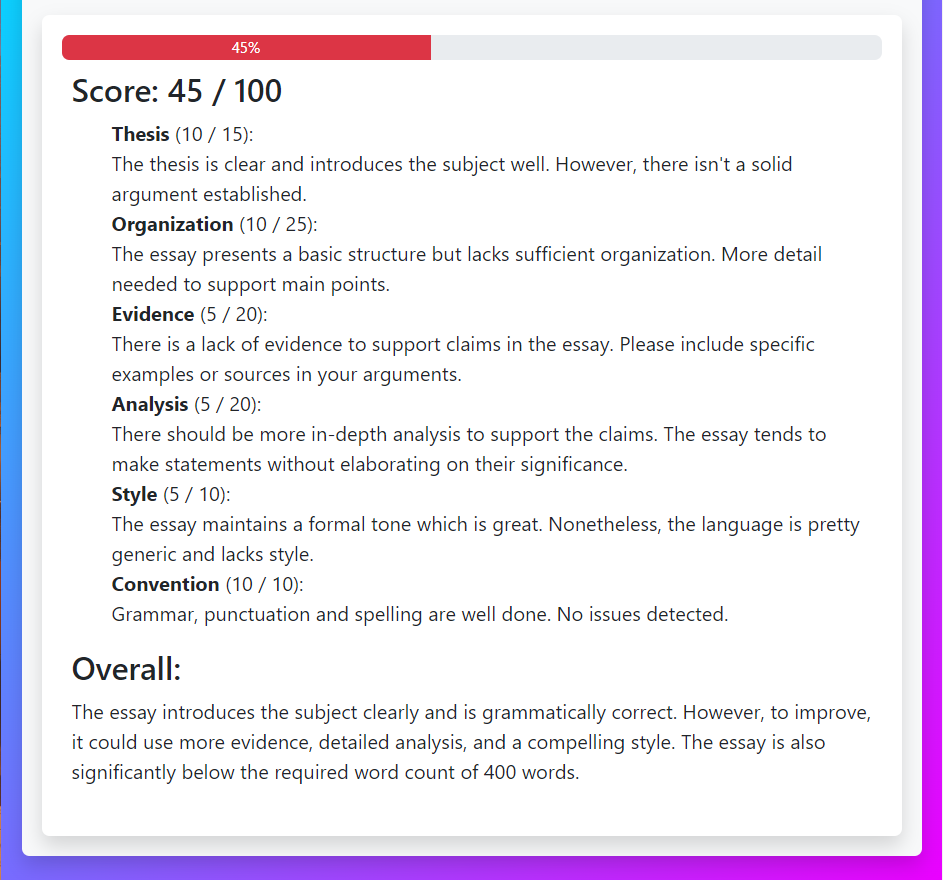 45%
Score: 45 / 100
Thesis (10 / 15):
The thesis is clear and introduces the subject well. However, there isn't a solid
argument established.
Organization (10 / 25):
The essay presents a basic structure but lacks sufficient organization. More detail
needed to support main points.
Evidence (5 / 20):
There is a lack of evidence to support claims in the essay. Please include specific
examples or sources in your arguments.
Analysis (5 / 20):
There should be more in-depth analysis to support the claims. The essay tends to
make statements without elaborating on their significance.
Style (5 / 10):
The essay maintains a formal tone which is great. Nonetheless, the language is pretty
generic and lacks style.
Convention (10 / 10):
Grammar, punctuation and spelling are well done. No issues detected.
Overall:
The essay introduces the subject clearly and is grammatically correct. However, to improve,
it could use more evidence, detailed analysis, and a compelling style. The essay is also
significantly below the required word count of 400 words.